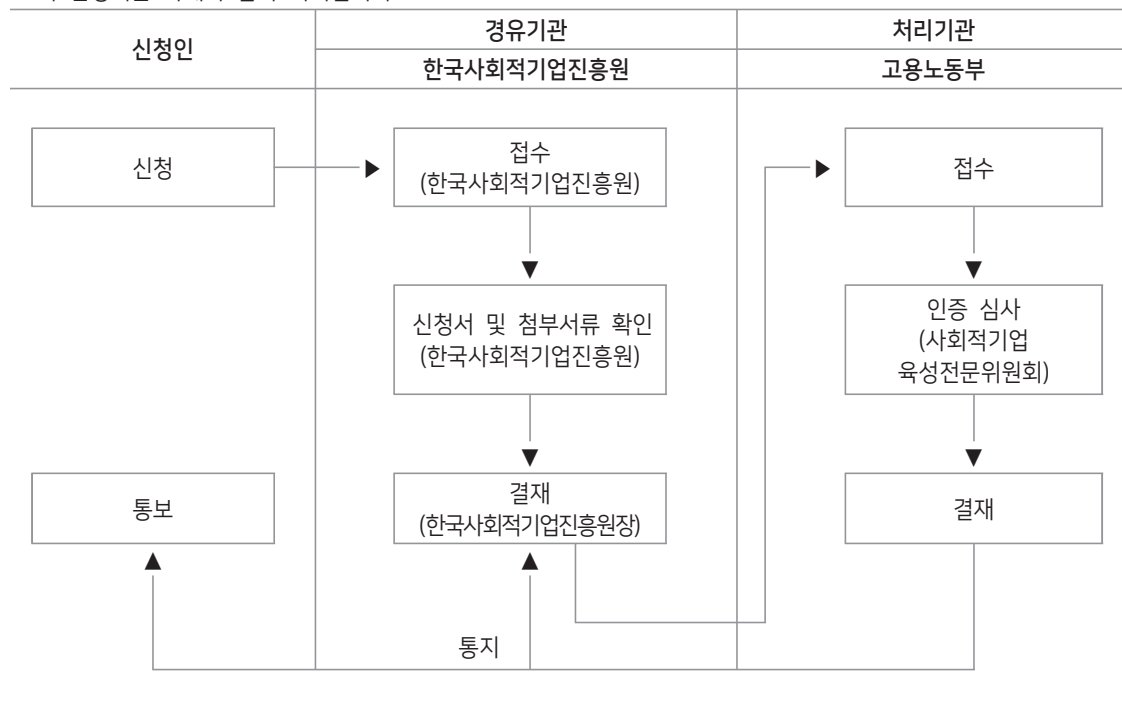 신청인
경유기관
처리기관
한국사회적기업진흥원
고용노동부
신청
접수
(한국사회적기업진흥원)
접수
신청서 및 첨부서류 확인
(한국사회적기업진흥원)
인증 심사
(사회적기업
육성전문위원회)
통보
결재
(한국사회적기업진흥원장)
결재
통지